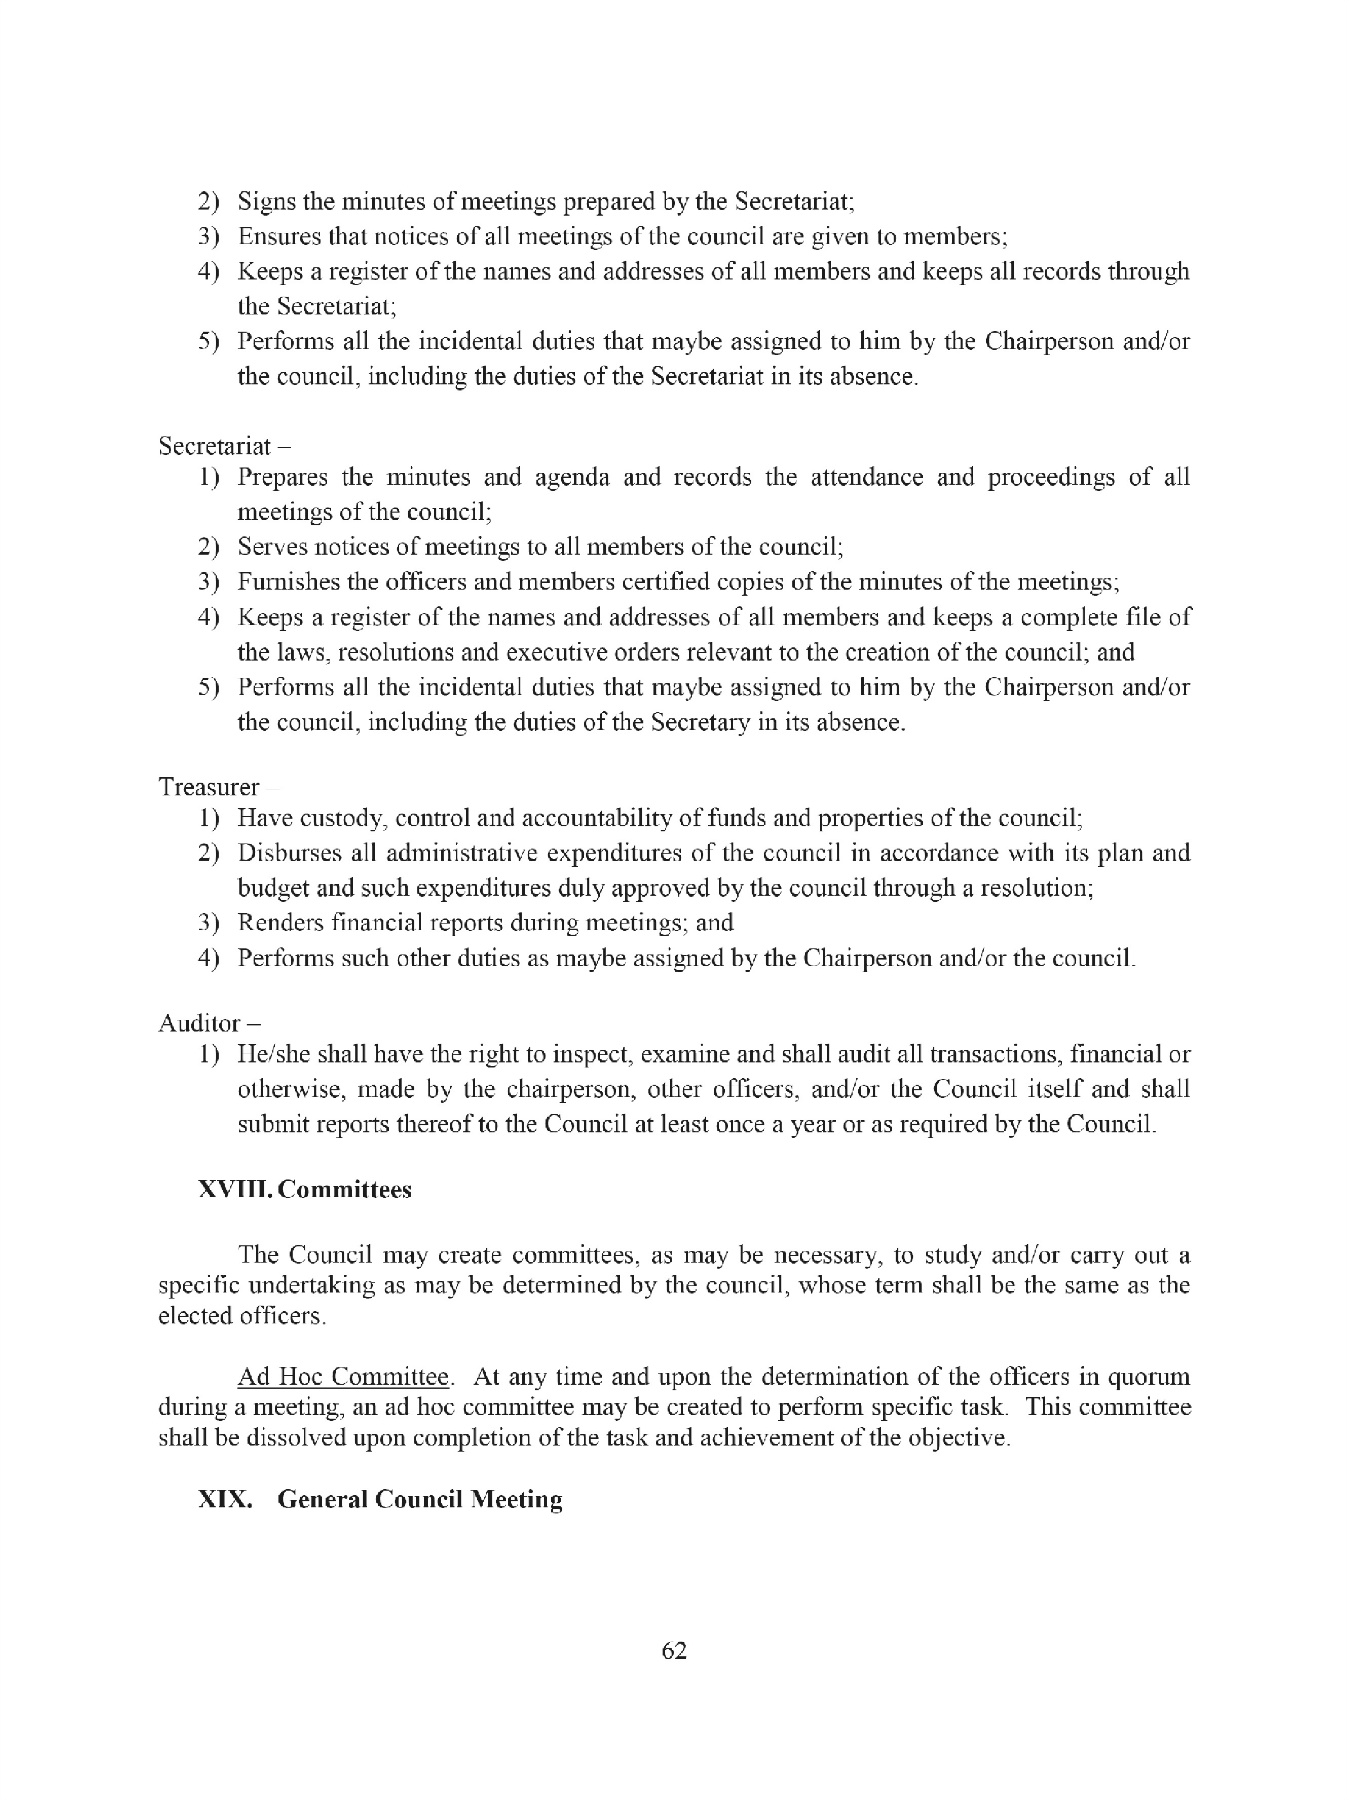 2) Signs the minutes of meetings prepared by the Secretariat;
3) Ensures that notices of all meetings of the council are given to members;
4) Keeps a register of the names and addresses of all members and keeps all records through
the Secretariat;
5) Performs all the incidental duties that maybe assigned to him by the Chairperson and/or
the council, including the duties of the Secretariat in its absence.
Secretariat –
1) Prepares the minutes and agenda and records the attendance and proceedings of all
meetings of the council;
2) Serves notices of meetings to all members of the council;
3) Furnishes the officers and members certified copies of the minutes of the meetings;
4) Keeps a register of the names and addresses of all members and keeps a complete file of
the laws, resolutions and executive orders relevant to the creation of the council; and
5) Performs all the incidental duties that maybe assigned to him by the Chairperson and/or
the council, including the duties of the Secretary in its absence.
Treasurer –
1) Have custody, control and accountability of funds and properties of the council;
2) Disburses all administrative expenditures of the council in accordance with its plan and
budget and such expenditures duly approved by the council through a resolution;
3) Renders financial reports during meetings; and
4) Performs such other duties as maybe assigned by the Chairperson and/or the council.
Auditor –
1) He/she shall have the right to inspect, examine and shall audit all transactions, financial or
otherwise, made by the chairperson, other officers, and/or the Council itself and shall
submit reports thereof to the Council at least once a year or as required by the Council.
XVIII. Committees
The Council may create committees, as may be necessary, to study and/or carry out a
specific undertaking as may be determined by the council, whose term shall be the same as the
elected officers.
Ad Hoc Committee. At any time and upon the determination of the officers in quorum
during a meeting, an ad hoc committee may be created to perform specific task. This committee
shall be dissolved upon completion of the task and achievement of the objective.
XIX. General Council Meeting
62